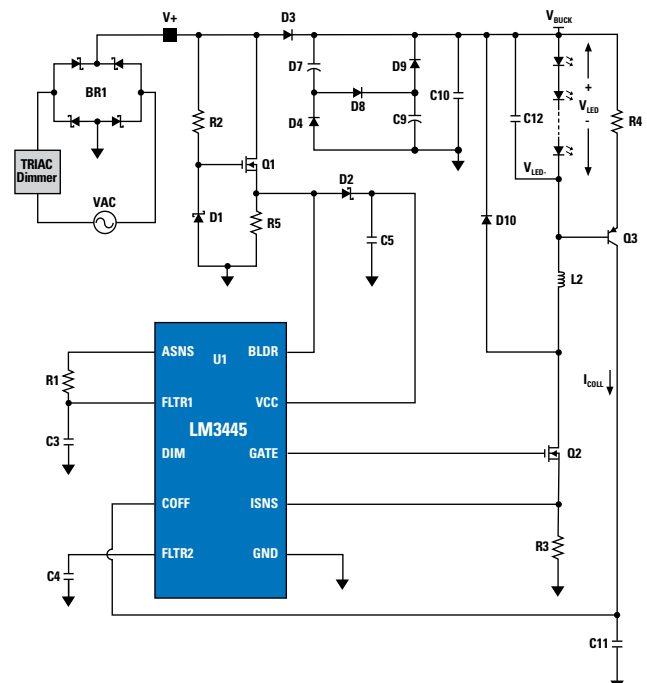 V+
D3
VBUCK
BR1
D7
D9
D8
D4
C9
C10
C12
+
VLED
-
VLED-
R4
R2
Q1
TRIAC
Dimmer
VAC
D1
R5
D2
C5
D10
Q3
L2
ICOLL
ASNS
U1
BLDR
R1
FLTR1
VCC
LM3445
C3
DIM
GATE
Q2
COFF
ISNS
R3
C4
FLTR2
GND
C11